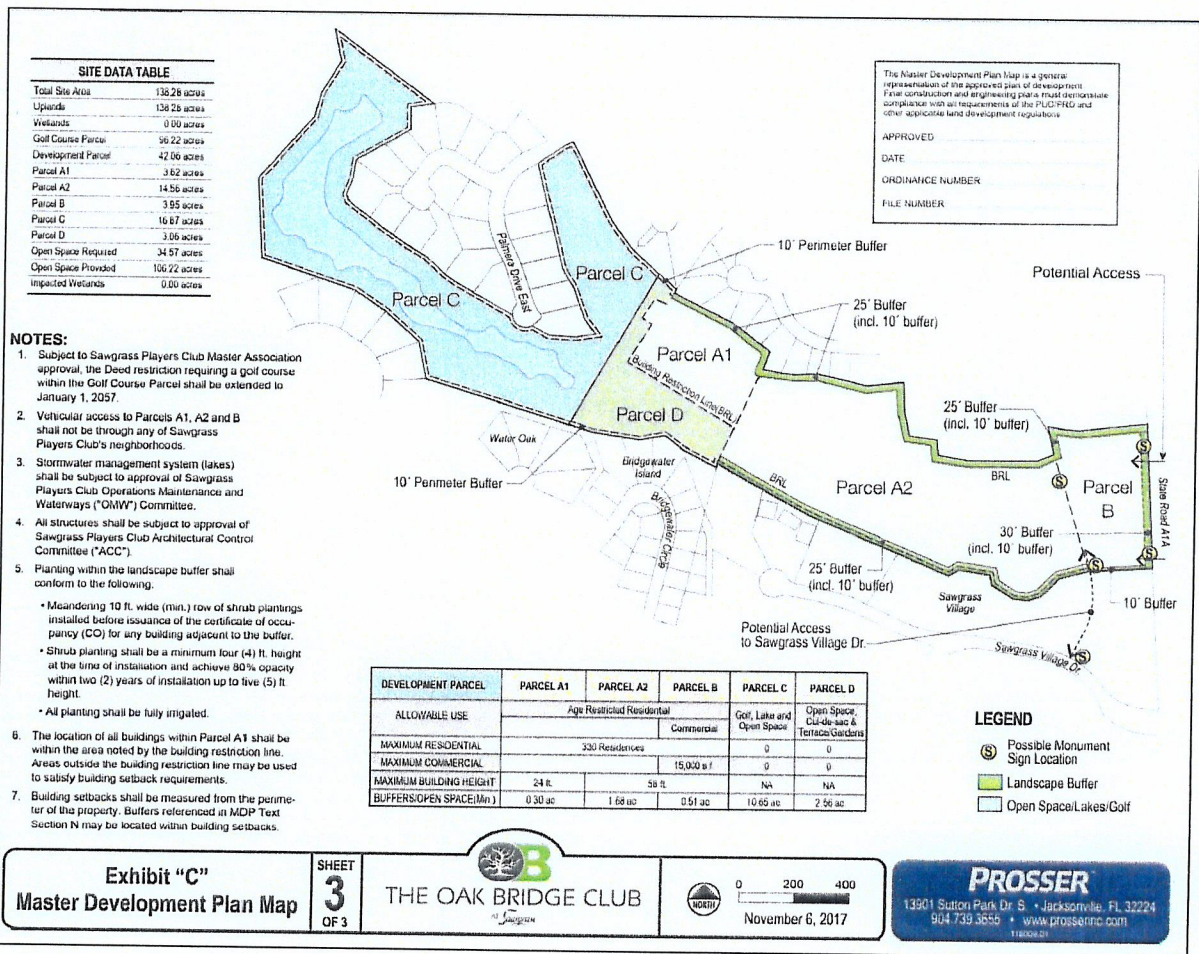 SITE DATA TABLE
Total Site Area 138.28 acres
Uplands 138.28 acres
Wetlands 0.00 acres
Golf Course Parcel 96.22 acres
Development Parcel 42.06 acres
Parcel A1 3.62 acres
Parcel A2 14.56 acres
Parcel B 3.95 acres
Parcel C 16.87 acres
Parcel D 3.06 acres
Open Space Required 34.57 acres
Open Space Provided 106.22 acres
Impacted Wetlands 0.00 acres
NOTES:
1. Subject to Sawgrass Players Club Master Association
approval, the Deed restriction requiring a golf course
within the Golf Course Parcel shall be extended to
January 1, 2057.
2. Vehicular access to Parcels A1, A2 and B
shall not be through any of Sawgrass
Players Club's neighborhoods.
3. Stormwater management system (lakes)
shall be subject to approval of Sawgrass
Players Club Operations Maintenance and
Waterways ("OMW") Committee.
4. All structures shall be subject to approval of
Sawgrass Players Club Architectural Control
Committee ("ACC").
5. Planting within the landscape buffer shall
conform to the following.
• Meandering 10 ft. wide (min.) row of shrub plantings
installed before issuance of the certificate of occu-
pancy (CO) for any building adjacent to the buffer.
• Shrub planting shall be a minimum four (4) ft. height
at the time of installation and achieve 80% opacity
within two (2) years of installation up to five (5) ft.
height.
• All planting shall be fully irrigated.
6. The location of all buildings within Parcel A1 shall be
within the area noted by the building restriction line.
Areas outside the building restriction line may be used
to satisfy building setback requirements.
7. Building setbacks shall be measured from the perime-
ter of the property. Buffers referenced in MDP Text
Section N may be located within building setbacks.
The Master Development Plan Map is a general
representation of the approved plan of development
Final construction and engineering plans must demonstrate
compliance with all requirements of the PUD/PRD and
other applicable land development regulations
APPROVED
DATE
ORDINANCE NUMBER
FILE NUMBER
10' Perimeter Buffer
Potential Access
Palmera Drive East
Parcel C
Parcel C
25' Buffer
(incl. 10' buffer)
Parcel A1
Building Restriction Line(BRL)
Parcel D
25' Buffer
(incl. 10' buffer)
Water Oak
10' Perimeter Buffer
Bridgewater
Island
Bridgewater Circle
BRL
Parcel A2
BRL
Parcel
B
State Road A1A
30' Buffer
(incl. 10' buffer)
25' Buffer
(incl. 10' buffer)
Sawgrass
Village
10' Buffer
Potential Access
to Sawgrass Village Dr.
Sawgrass Village Dr.
S
S
S
S
S
DEVELOPMENT PARCEL PARCEL A1 PARCEL A2 PARCEL B PARCEL C PARCEL D
ALLOWABLE USE Age Restricted Residential Commercial Golf, Lake and Open Space Open Space, Cul-de-sac & Terrace/Gardens
MAXIMUM RESIDENTIAL 330 Residences 0 0
MAXIMUM COMMERCIAL 15,000 s.f. 0 0
MAXIMUM BUILDING HEIGHT 24 ft. 58 ft. NA NA
BUFFERS/OPEN SPACE(Min.) 0.30 ac 1.68 ac 0.51 ac 10.65 ac 2.56 ac
LEGEND
S Possible Monument
Sign Location
Landscape Buffer
Open Space/Lakes/Golf
Exhibit "C"
Master Development Plan Map
SHEET
3
OF 3
B
THE OAK BRIDGE CLUB
at Sawgrass
NORTH
0 200 400
November 6, 2017
PROSSER
13901 Sutton Park Dr. S. • Jacksonville, FL 32224
904.739.3655 • www.prosserinc.com